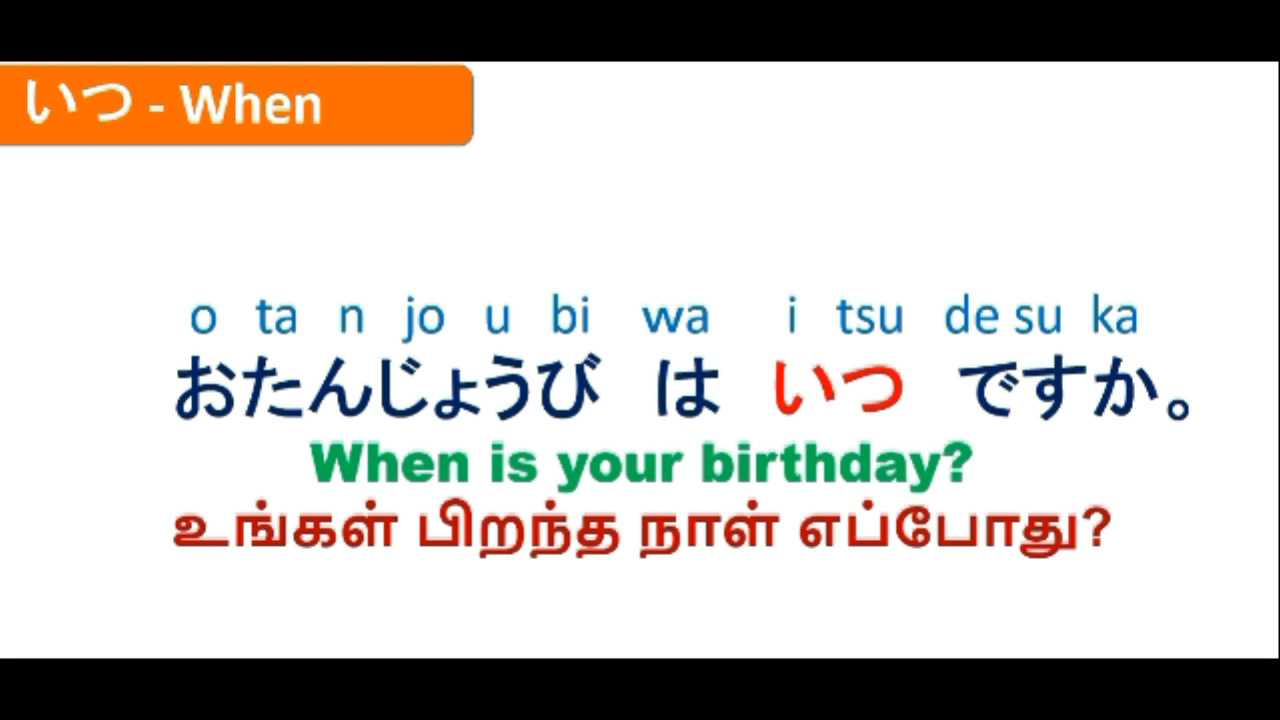 いつ - When
o ta n jo u bi wa i tsu de su ka
おたんじょうび は いつ ですか。
When is your birthday?
உங்கள் பிறந்த நாள் எப்போது?